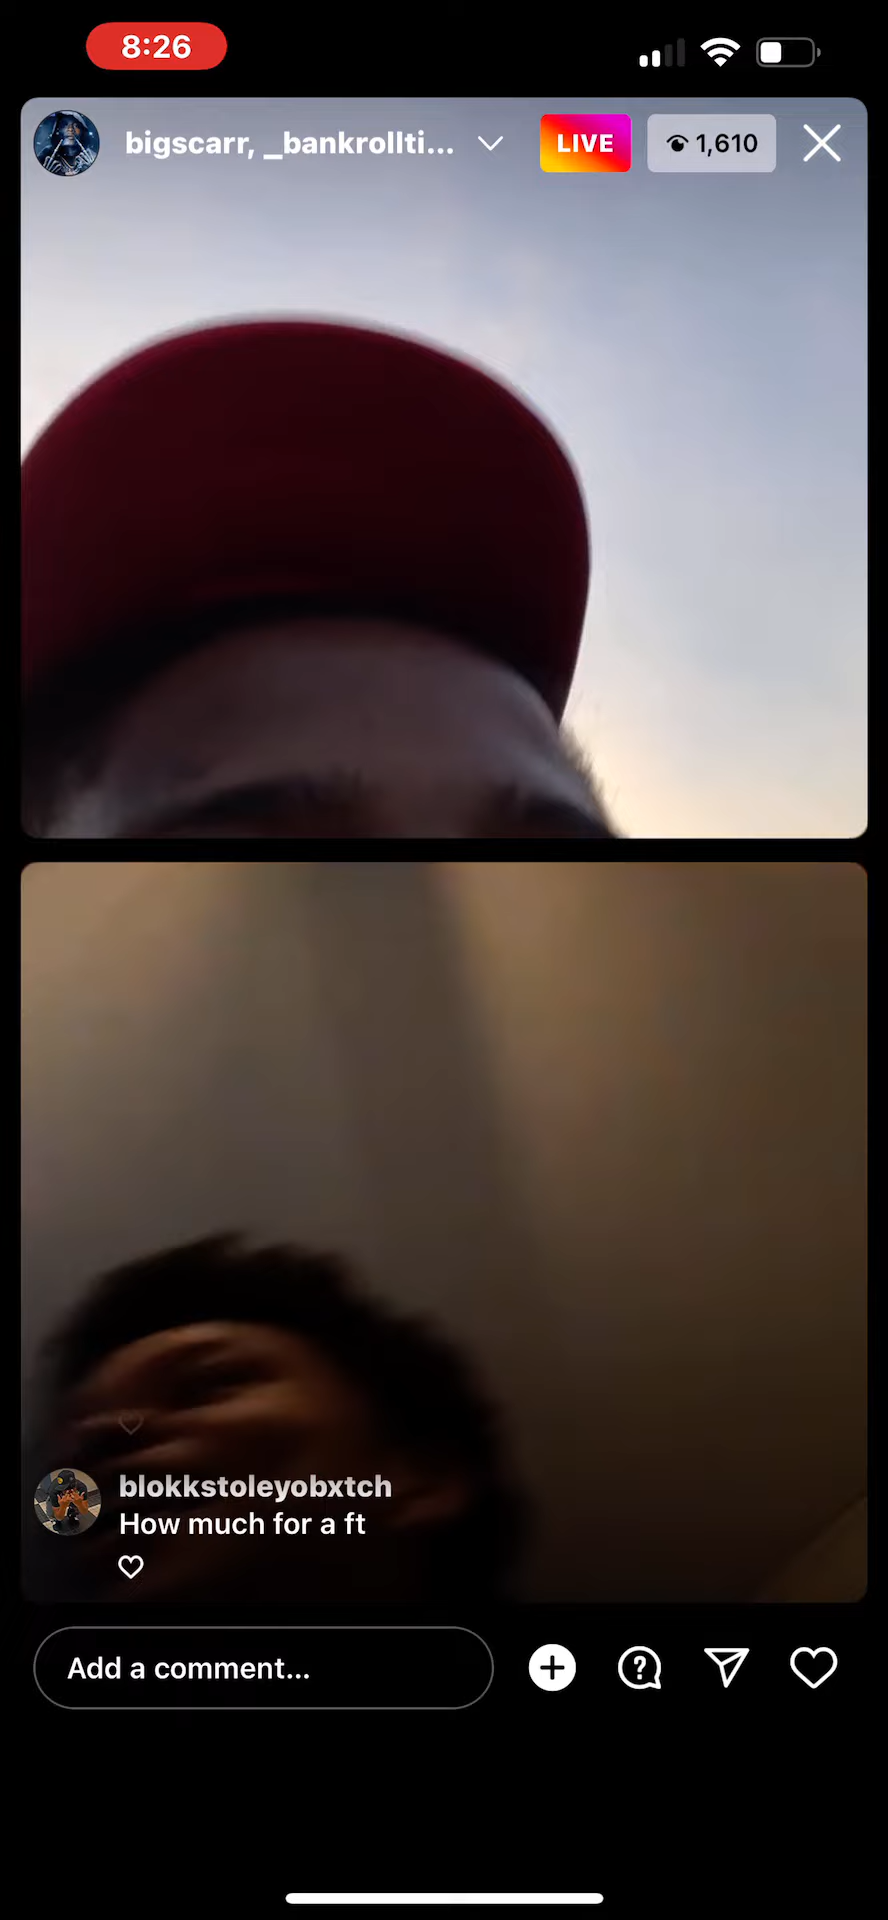 8:26
bigscarr, _bankrollti... LIVE 1,610
blokkstoleyobxtch
How much for a ft
Add a comment...